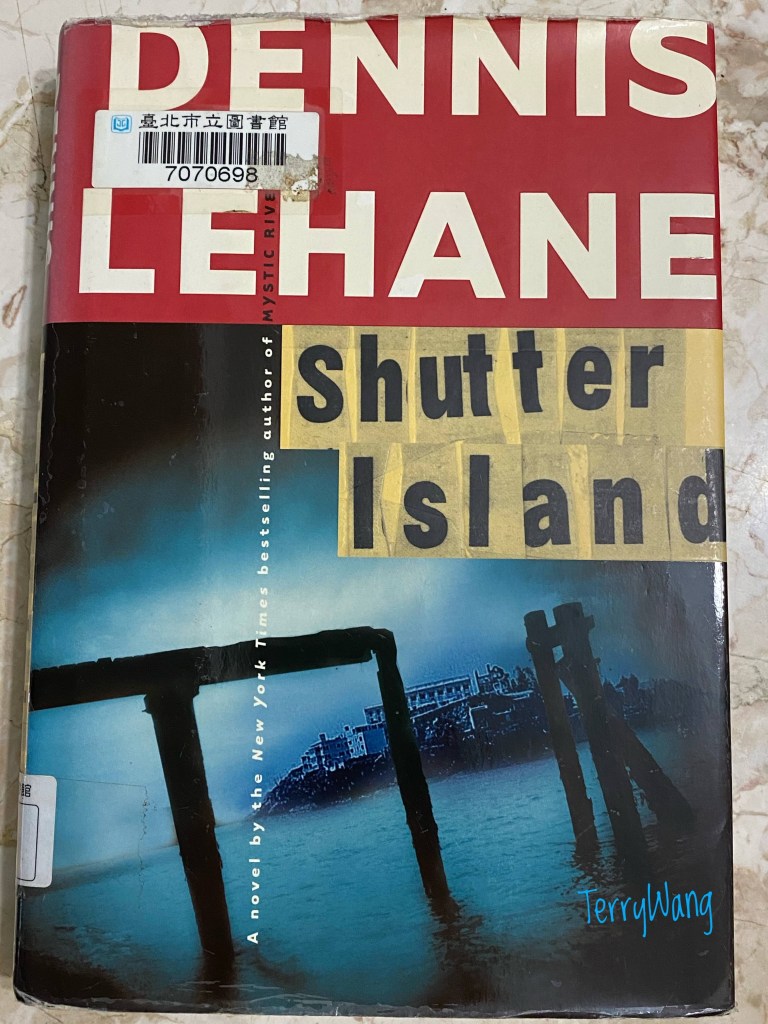 DENNIS
臺北市立圖書館
7070698
LEHANE
Shutter
Island
A novel by the New York Times bestselling author of MYSTIC RIVE
館
TerryWang